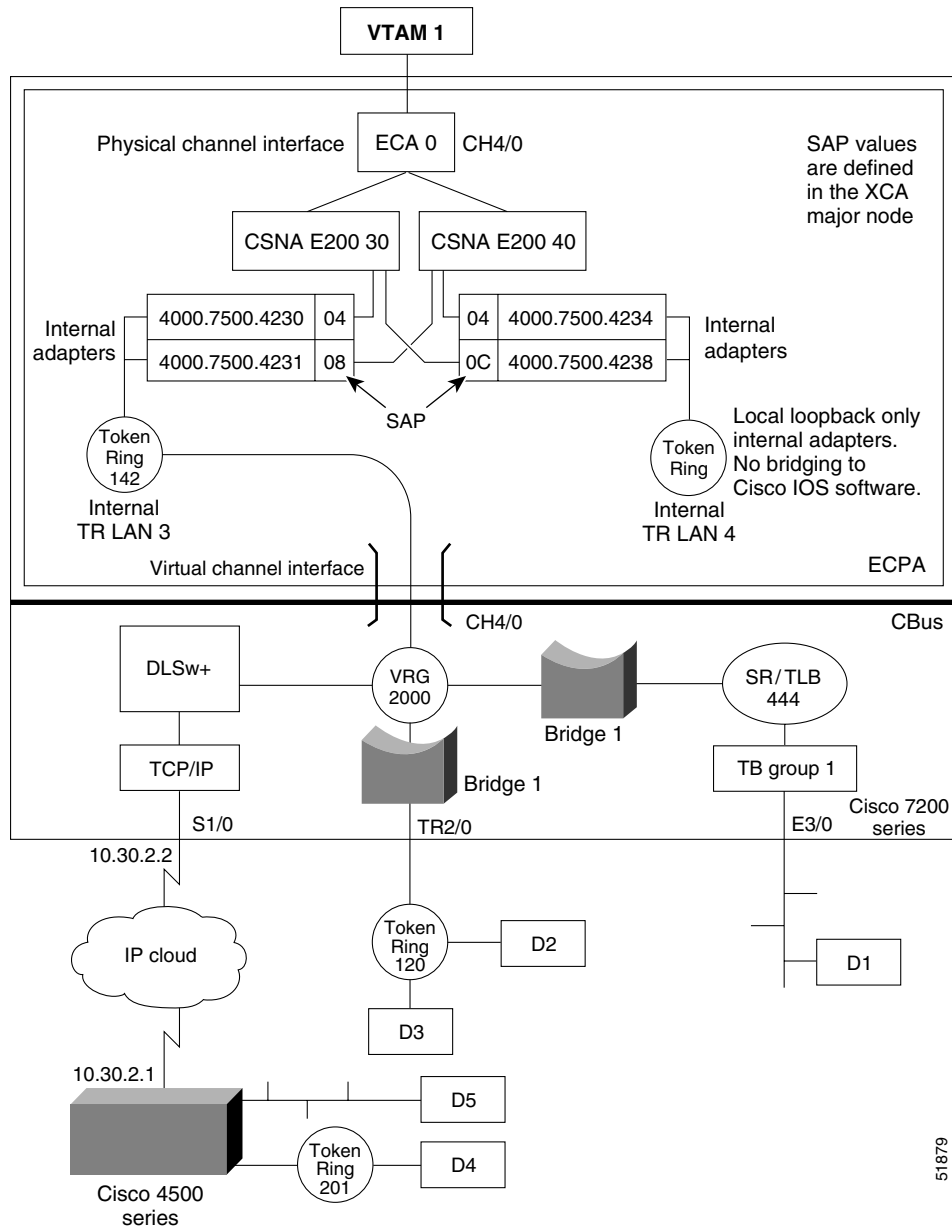 VTAM 1
Physical channel interface
ECA 0
CH4/0
SAP values
are defined
in the XCA
major node
CSNA E200 30
CSNA E200 40
Internal
adapters
4000.7500.4230
04
4000.7500.4231
08
04
4000.7500.4234
0C
4000.7500.4238
Internal
adapters
SAP
Token
Ring
142
Internal
TR LAN 3
Token
Ring
Internal
TR LAN 4
Local loopback only
internal adapters.
No bridging to
Cisco IOS software.
Virtual channel interface
ECPA
CH4/0
CBus
DLSw+
VRG
2000
Bridge 1
SR/TLB
444
TCP/IP
Bridge 1
TB group 1
Cisco 7200
series
S1/0
TR2/0
E3/0
10.30.2.2
IP cloud
Token
Ring
120
D2
D1
D3
10.30.2.1
D5
Token
Ring
201
D4
Cisco 4500
series
51879